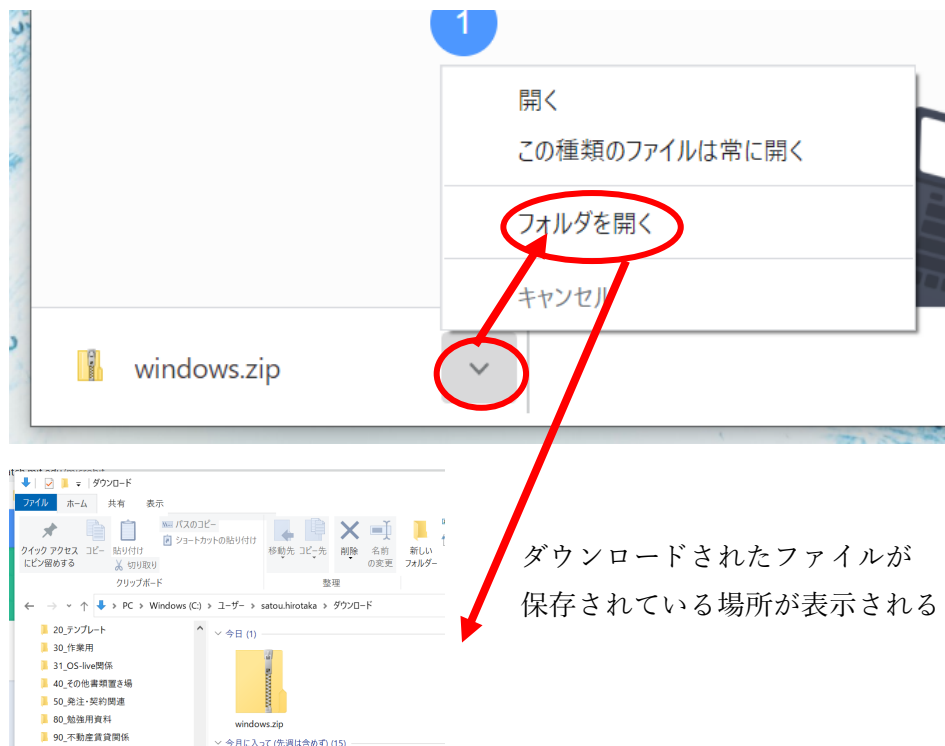 1
開く
この種類のファイルは常に開く
フォルダを開く
キャンセル
windows.zip
ダウンロード
ファイル ホーム 共有 表示
クイック アクセス
にピン留めする
コピー
貼り付け
パスのコピー
ショートカットの貼り付け
切り取り
移動先 コピー先 削除 名前
の変更
新しい
フォルダー
クリップボード 整理
PC > Windows (C:) > ユーザー > satou.hirotaka > ダウンロード
20_テンプレート
30_作業用
31_OS-live関係
40_その他書類置き場
50_発注・契約関連
80_勉強用資料
90_不動産賃貸関係
今日 (1)
windows.zip
今月に入って (先週は含めず) (15)
ダウンロードされたファイルが
保存されている場所が表示される